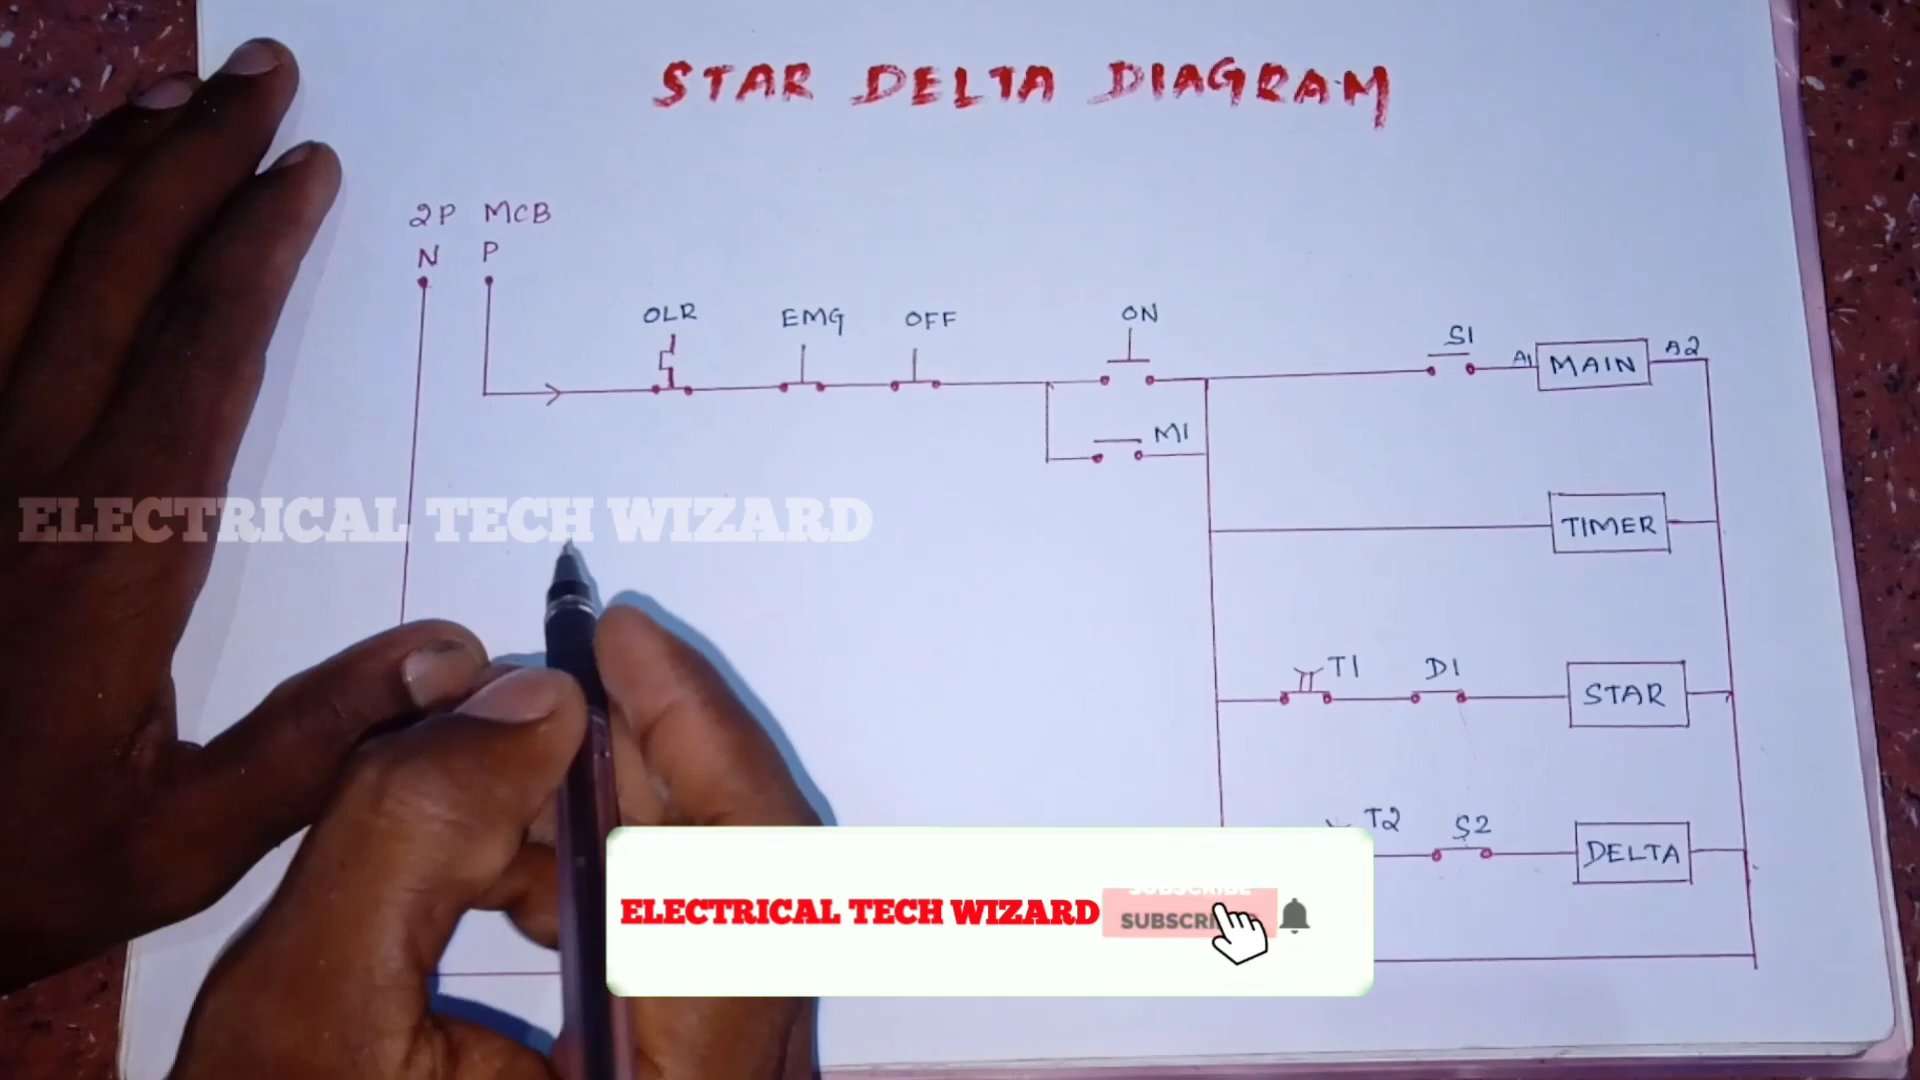 STAR DELTA DIAGRAM
2P MCB
N P
OLR EMG OFF ON
S1
A1 MAIN A2
M1
ELECTRICAL TECH WIZARD
TIMER
T1 D1 STAR
T2 S2 DELTA
ELECTRICAL TECH WIZARD
SUBSCRIBE